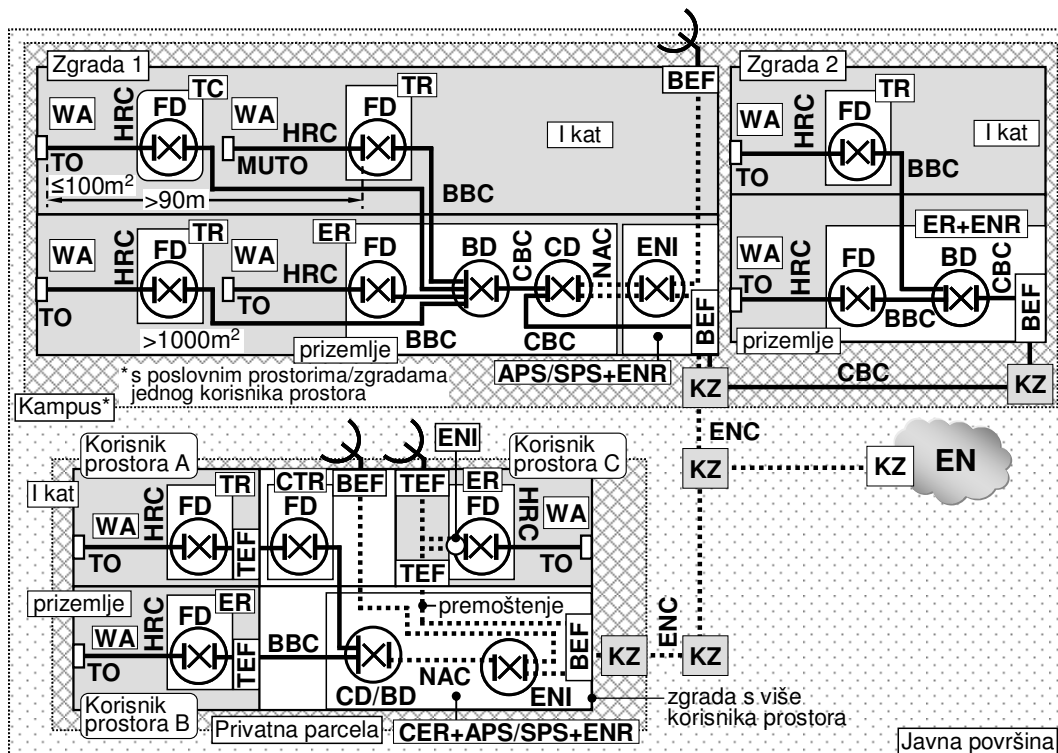 Zgrada 1
TC
TR
BEF
Zgrada 2
TR
WA
HRC
FD
WA
HRC
FD
I kat
WA
HRC
FD
I kat
TO
MUTO
TO
≤100m²
>90m
BBC
BBC
WA
HRC
FD
TR
WA
HRC
ER
FD
BD
CBC
CD
NAC
ENI
BEF
WA
HRC
FD
ER+ENR
BD
CBC
BEF
TO
TO
TO
BBC
>1000m²
prizemlje
BBC
CBC
prizemlje
* s poslovnim prostorima/zgradama
jednog korisnika prostora
APS/SPS+ENR
KZ
CBC
KZ
Kampus*
ENC
Korisnik
prostora A
ENI
Korisnik
prostora C
KZ
KZ
EN
I kat
TR
CTR
BEF
TEF
ER
WA
HRC
FD
FD
FD
HRC
WA
TO
TEF
TEF
TO
prizemlje
ER
premoštenje
WA
HRC
FD
TEF
BBC
BEF
KZ
ENC
KZ
TO
CD/BD
NAC
ENI
Korisnik
prostora B
Privatna parcela
CER+APS/SPS+ENR
zgrada s više
korisnika prostora
Javna površina